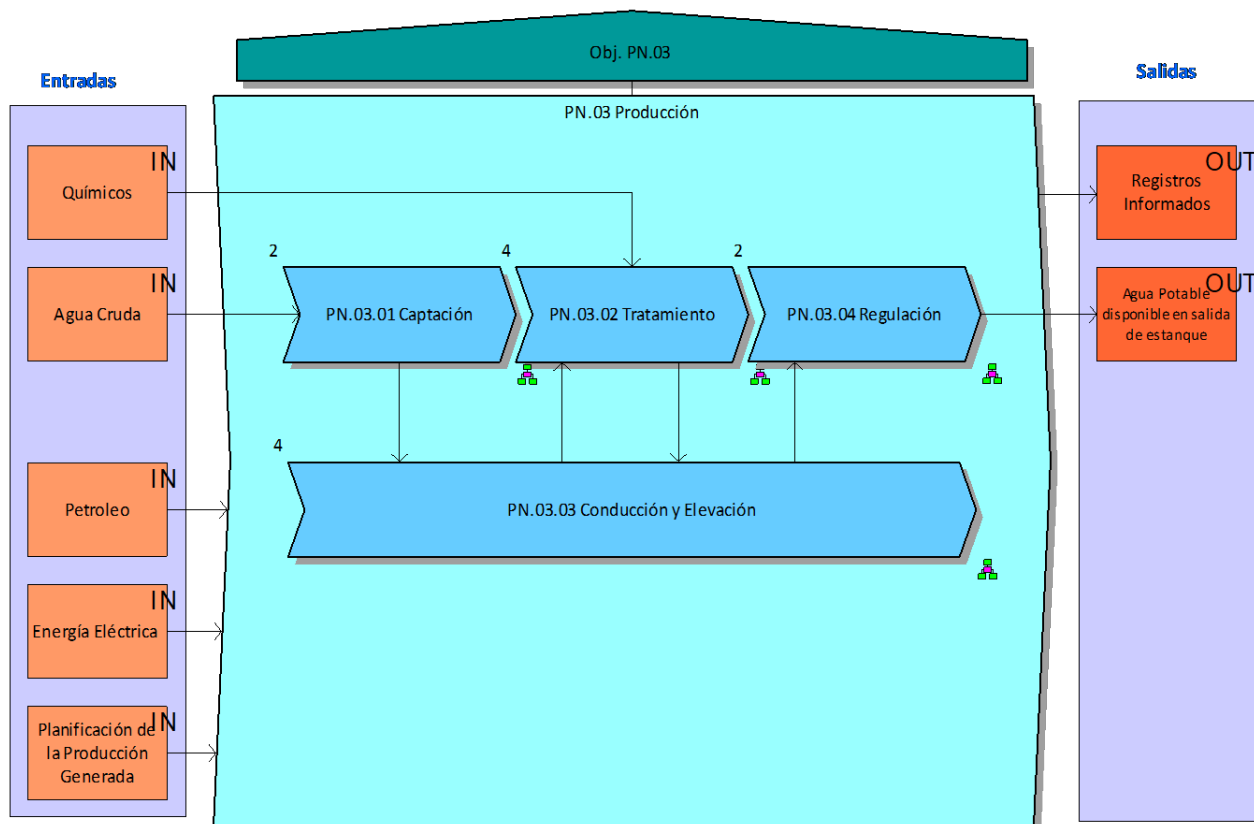 Obj. PN.03
Entradas
Salidas
PN.03 Producción
IN
Químicos
OUT
Registros
Informados
2
4
2
IN
Agua Cruda
PN.03.01 Captación
PN.03.02 Tratamiento
PN.03.04 Regulación
OUT
Agua Potable
disponible en salida
de estanque
4
IN
Petroleo
PN.03.03 Conducción y Elevación
IN
Energía Eléctrica
IN
Planificación de
la Producción
Generada